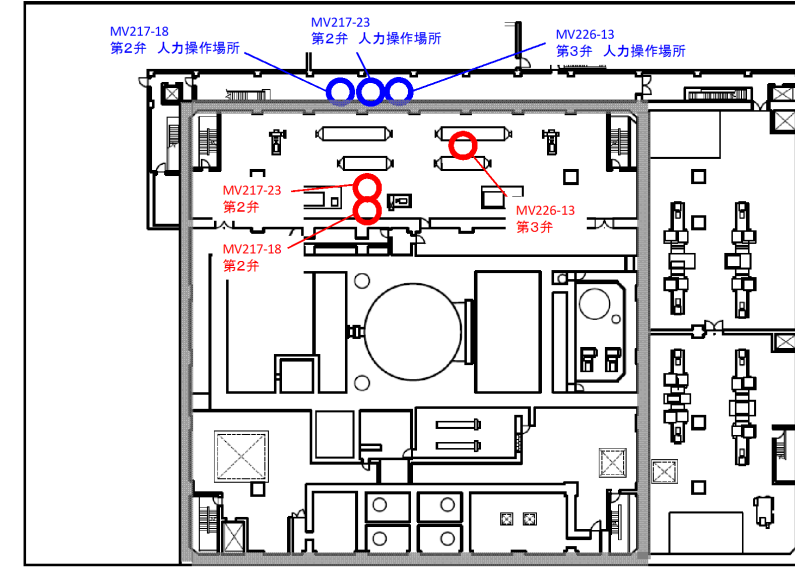 MV217-18
第2弁 人力操作場所
MV217-23
第2弁 人力操作場所
MV226-13
第3弁 人力操作場所
MV217-23
第2弁
MV226-13
第3弁
MV217-18
第2弁